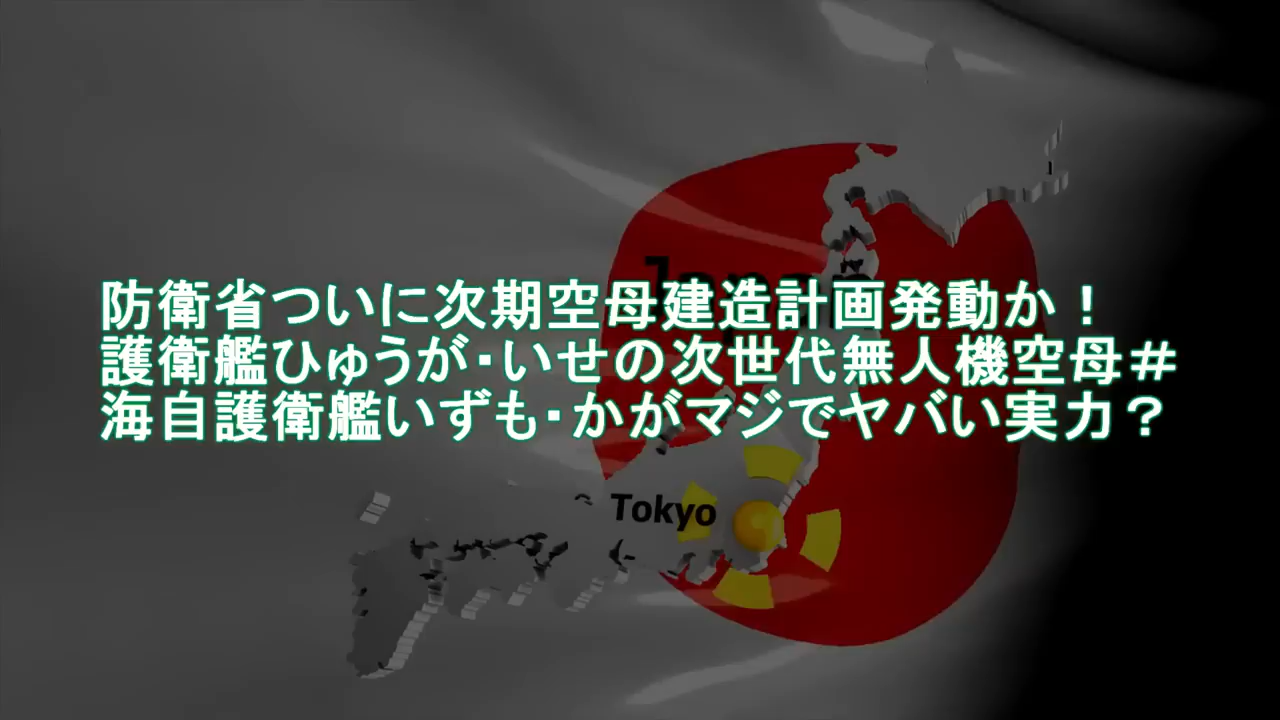 Japan
防衛省ついに次期空母建造計画発動か！
護衛艦ひゅうが・いせの次世代無人機空母＃
海自護衛艦いずも・かがマジでヤバい実力？
Tokyo